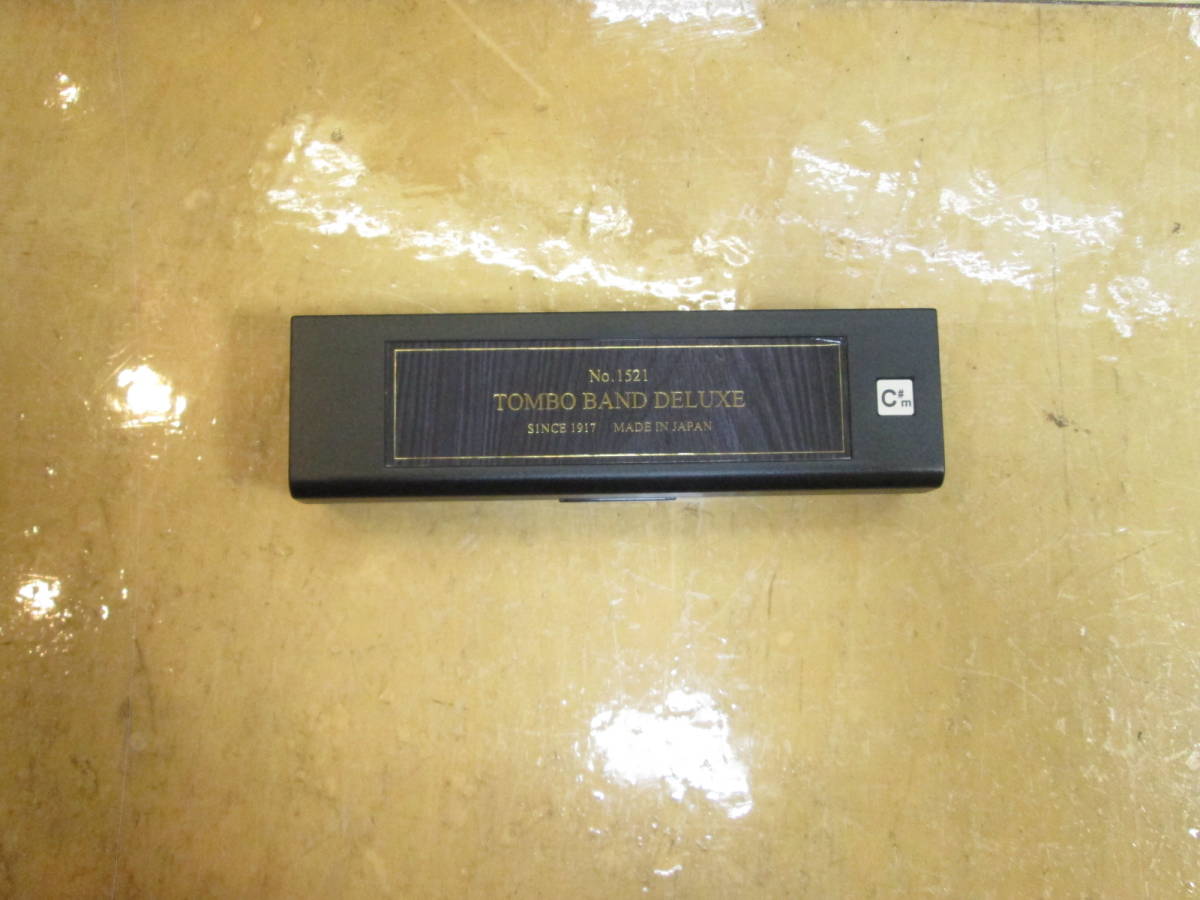 No.1521
TOMBO BAND DELUXE
SINCE 1917 MADE IN JAPAN
C#m